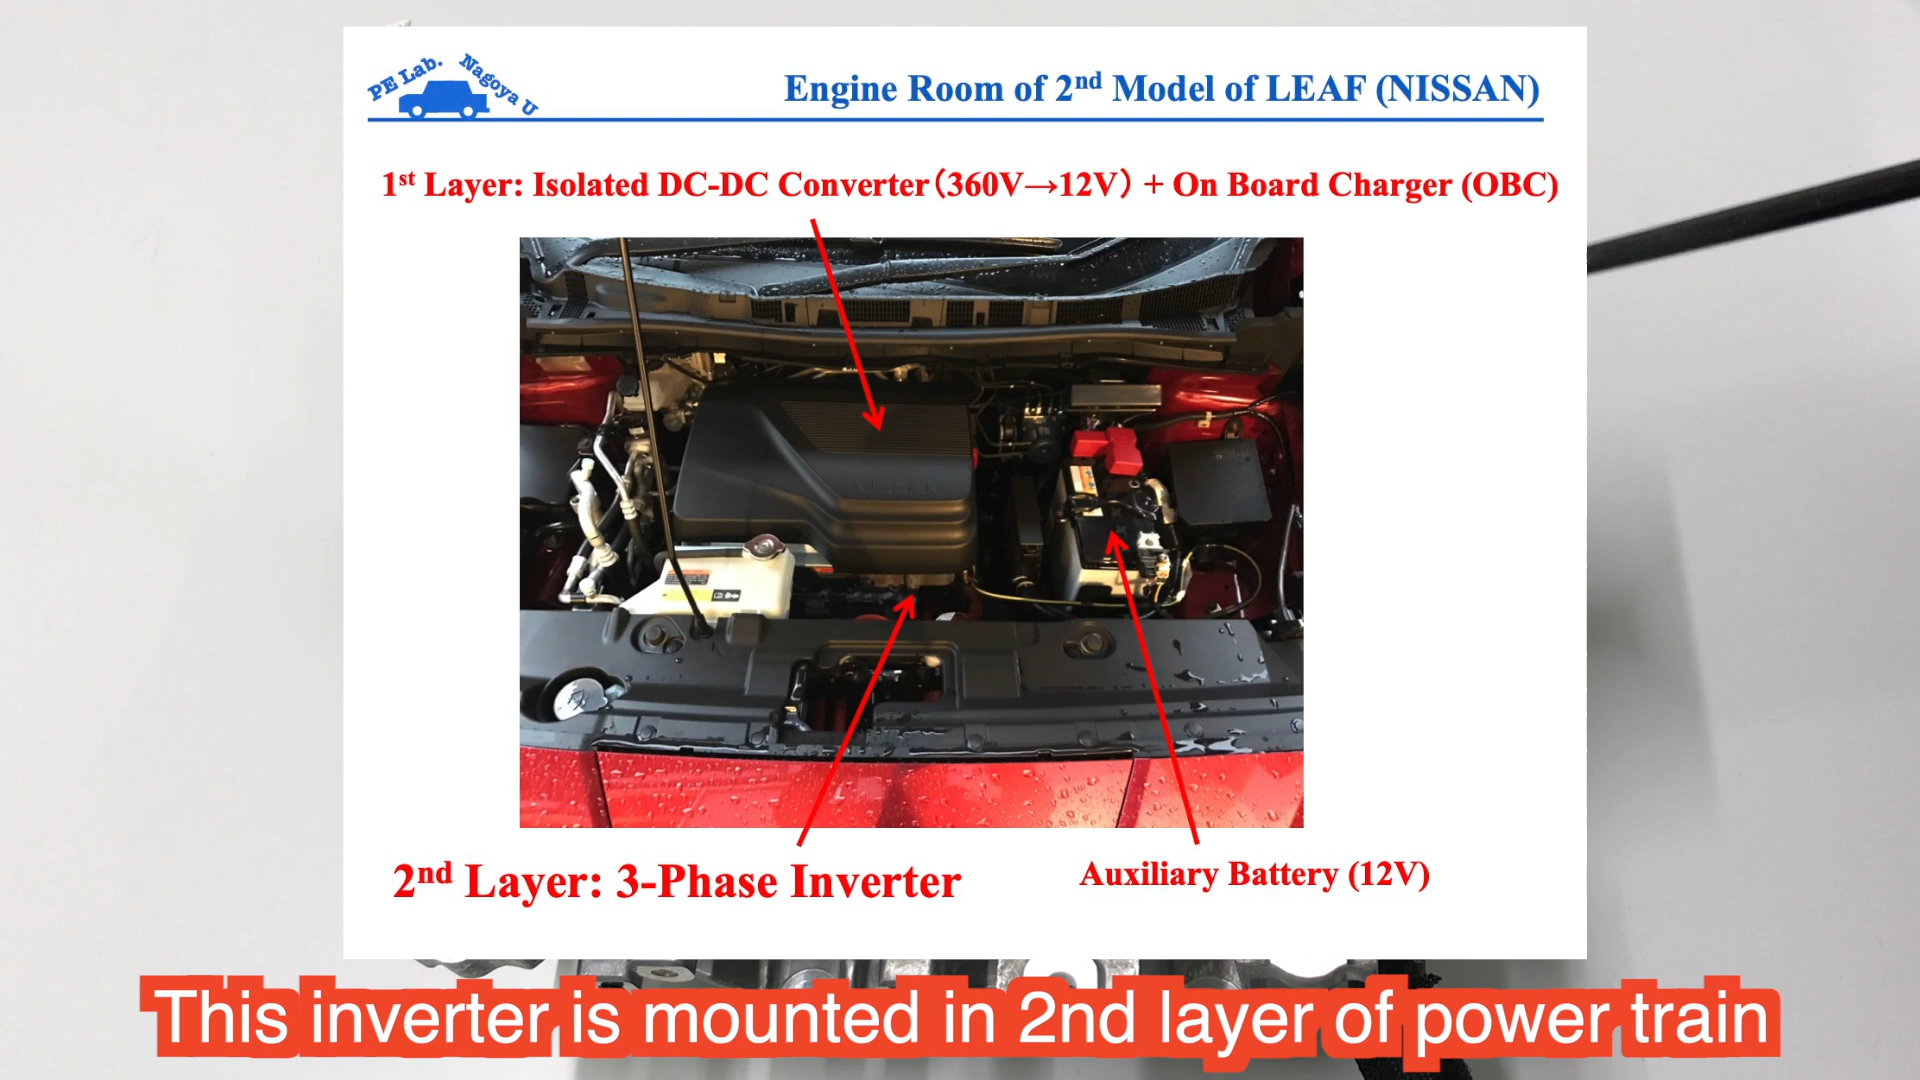 PE Lab. Nagoya U
Engine Room of 2nd Model of LEAF (NISSAN)
1st Layer: Isolated DC-DC Converter（360V→12V）+ On Board Charger (OBC)
2nd Layer: 3-Phase Inverter
Auxiliary Battery (12V)
This inverter is mounted in 2nd layer of power train